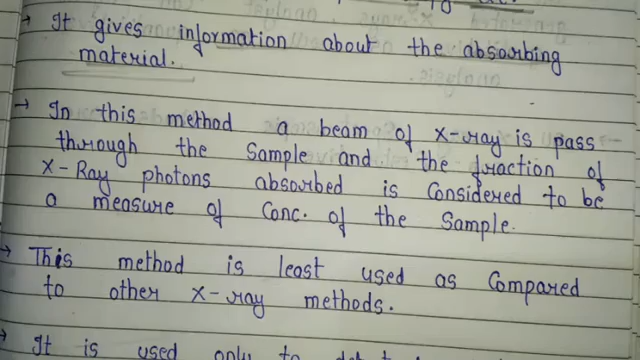 → It gives information about the absorbing
material.
→ In this method a beam of X-ray is pass
through the Sample and the fraction of
X-Ray photons absorbed is Considered to be
a measure of Conc. of the Sample.
→ This method is least used as Compared
to other X-ray methods.
→ It is used only to